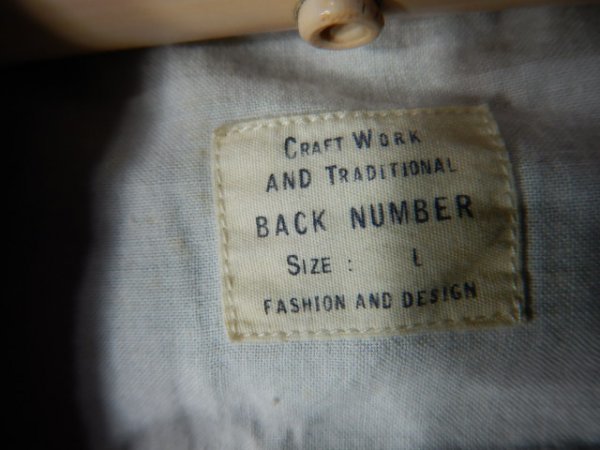 CRAFT WORK
AND TRADITIONAL
BACK NUMBER
SIZE : L
FASHION AND DESIGN